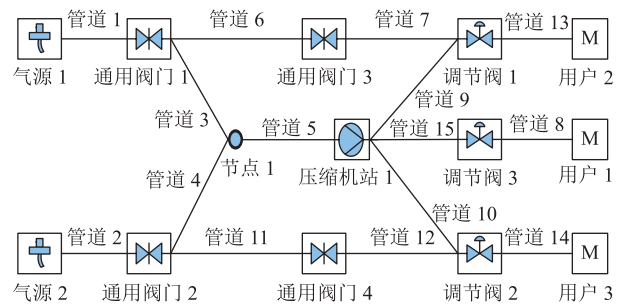 管道 1
管道 6
管道 7
管道 13
M
气源 1
通用阀门 1
通用阀门 3
调节阀 1
用户 2
管道 9
管道 3
管道 5
管道 15
管道 8
M
节点 1
压缩机站 1
调节阀 3
用户 1
管道 4
管道 10
管道 2
管道 11
管道 12
管道 14
M
气源 2
通用阀门 2
通用阀门 4
调节阀 2
用户 3